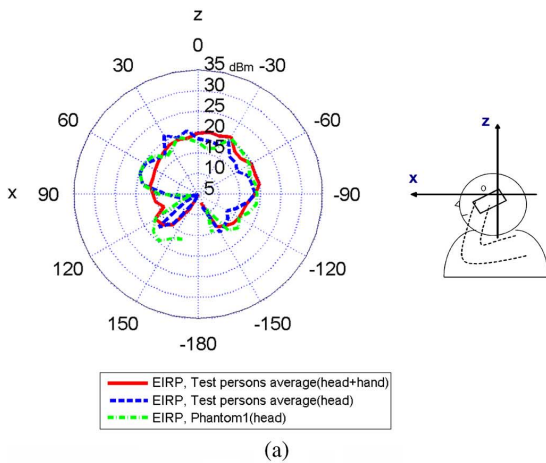 z
0
30
35
dBm
-30
30
25
60
20
-60
15
10
x
90
5
-90
z
x
120
-120
150
-150
-180
EIRP, Test persons average(head+hand)
EIRP, Test persons average(head)
EIRP, Phantom1(head)
(a)